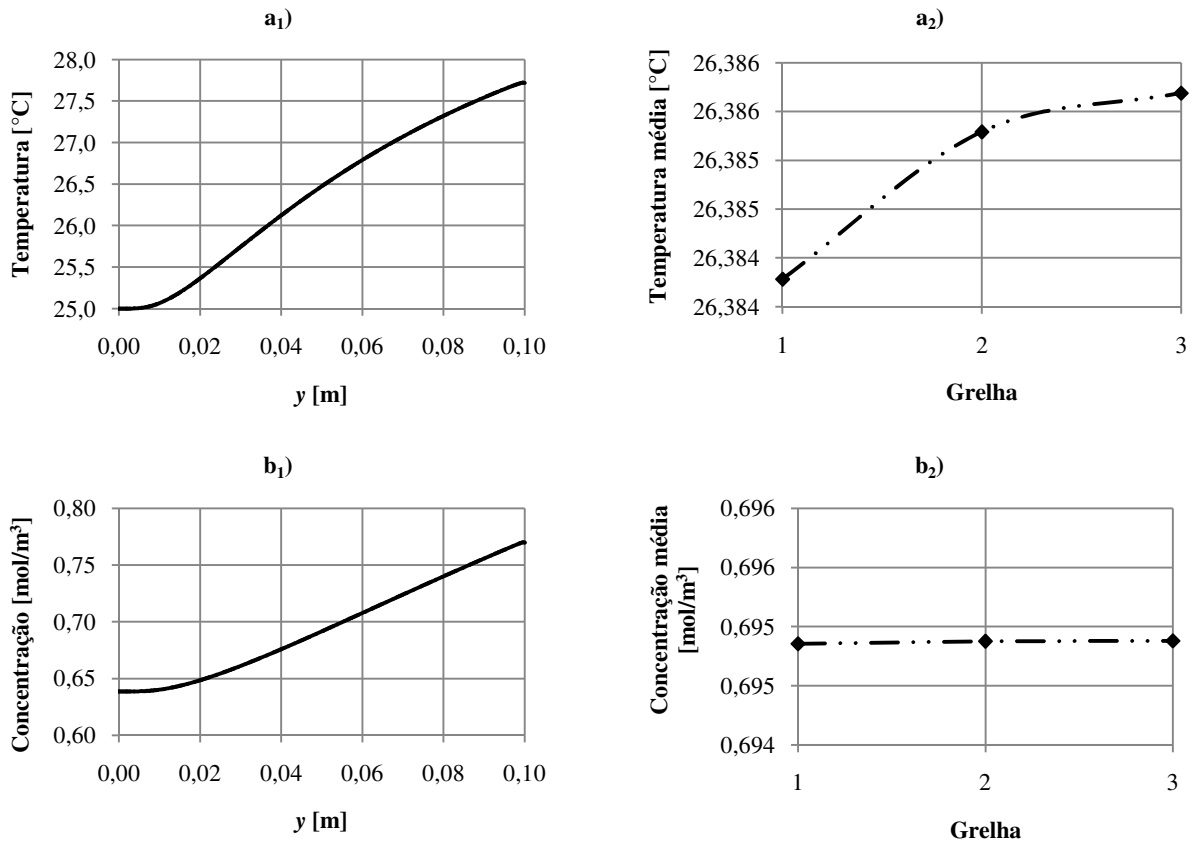 a1)
28,0
27,5
27,0
26,5
26,0
25,5
25,0
0,00 0,02 0,04 0,06 0,08 0,10
Temperatura [°C]
y [m]
a2)
26,386
26,386
26,385
26,385
26,384
26,384
1 2 3
Temperatura média [°C]
Grelha
b1)
0,80
0,75
0,70
0,65
0,60
0,00 0,02 0,04 0,06 0,08 0,10
Concentração [mol/m³]
y [m]
b2)
0,696
0,696
0,695
0,695
0,694
1 2 3
Concentração média
[mol/m³]
Grelha